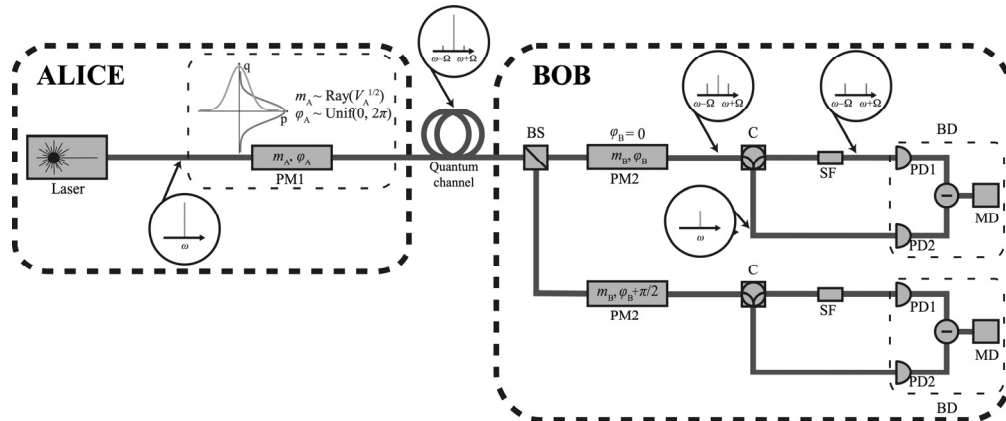 ALICE
Laser
ω
q
p
m_A ~ Ray(V_A^{1/2})
φ_A ~ Unif(0, 2π)
m_A, φ_A
PM1
ω−Ω ω+Ω
Quantum
channel
BOB
BS
φ_B = 0
m_B, φ_B
PM2
ω−Ω ω+Ω
C
ω
SF
ω−Ω ω+Ω
BD
PD1
−
MD
PD2
m_B, φ_B+π/2
PM2
C
SF
PD1
−
MD
PD2
BD